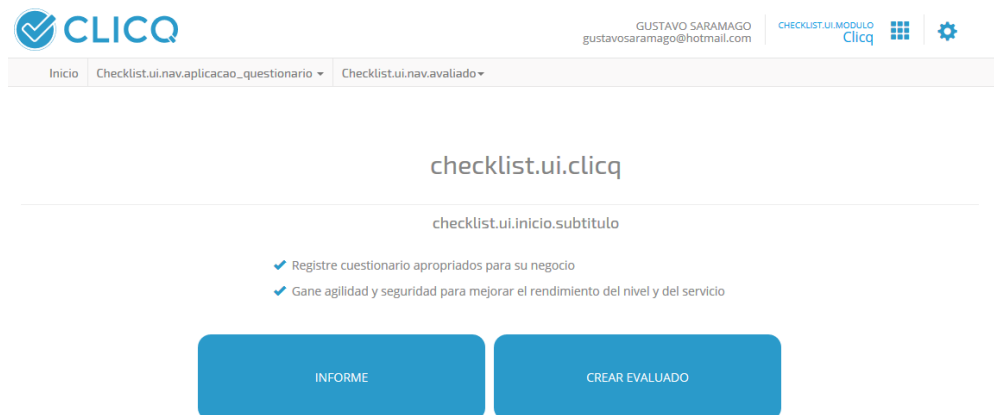 CLICQ
GUSTAVO SARAMAGO
gustavosaramago@hotmail.com
CHECKLIST.UI.MODULO
Clicq
Inicio Checklist.ui.nav.aplicacao_questionario Checklist.ui.nav.avaliado
checklist.ui.clicq
checklist.ui.inicio.subtitulo
Registre cuestionario apropriados para su negocio
Gane agilidad y seguridad para mejorar el rendimiento del nivel y del servicio
INFORME CREAR EVALUADO